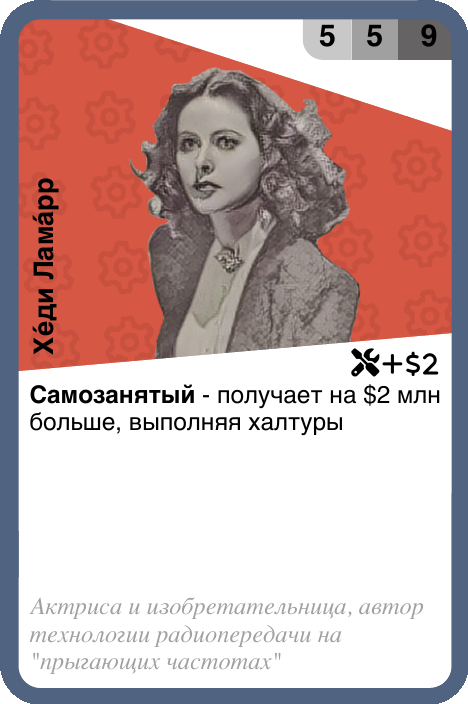 5 5 9
Хе́ди Лама́рр
+$2
Самозанятый - получает на $2 млн
больше, выполняя халтуры
Актриса и изобретательница, автор
технологии радиопередачи на
"прыгающих частотах"